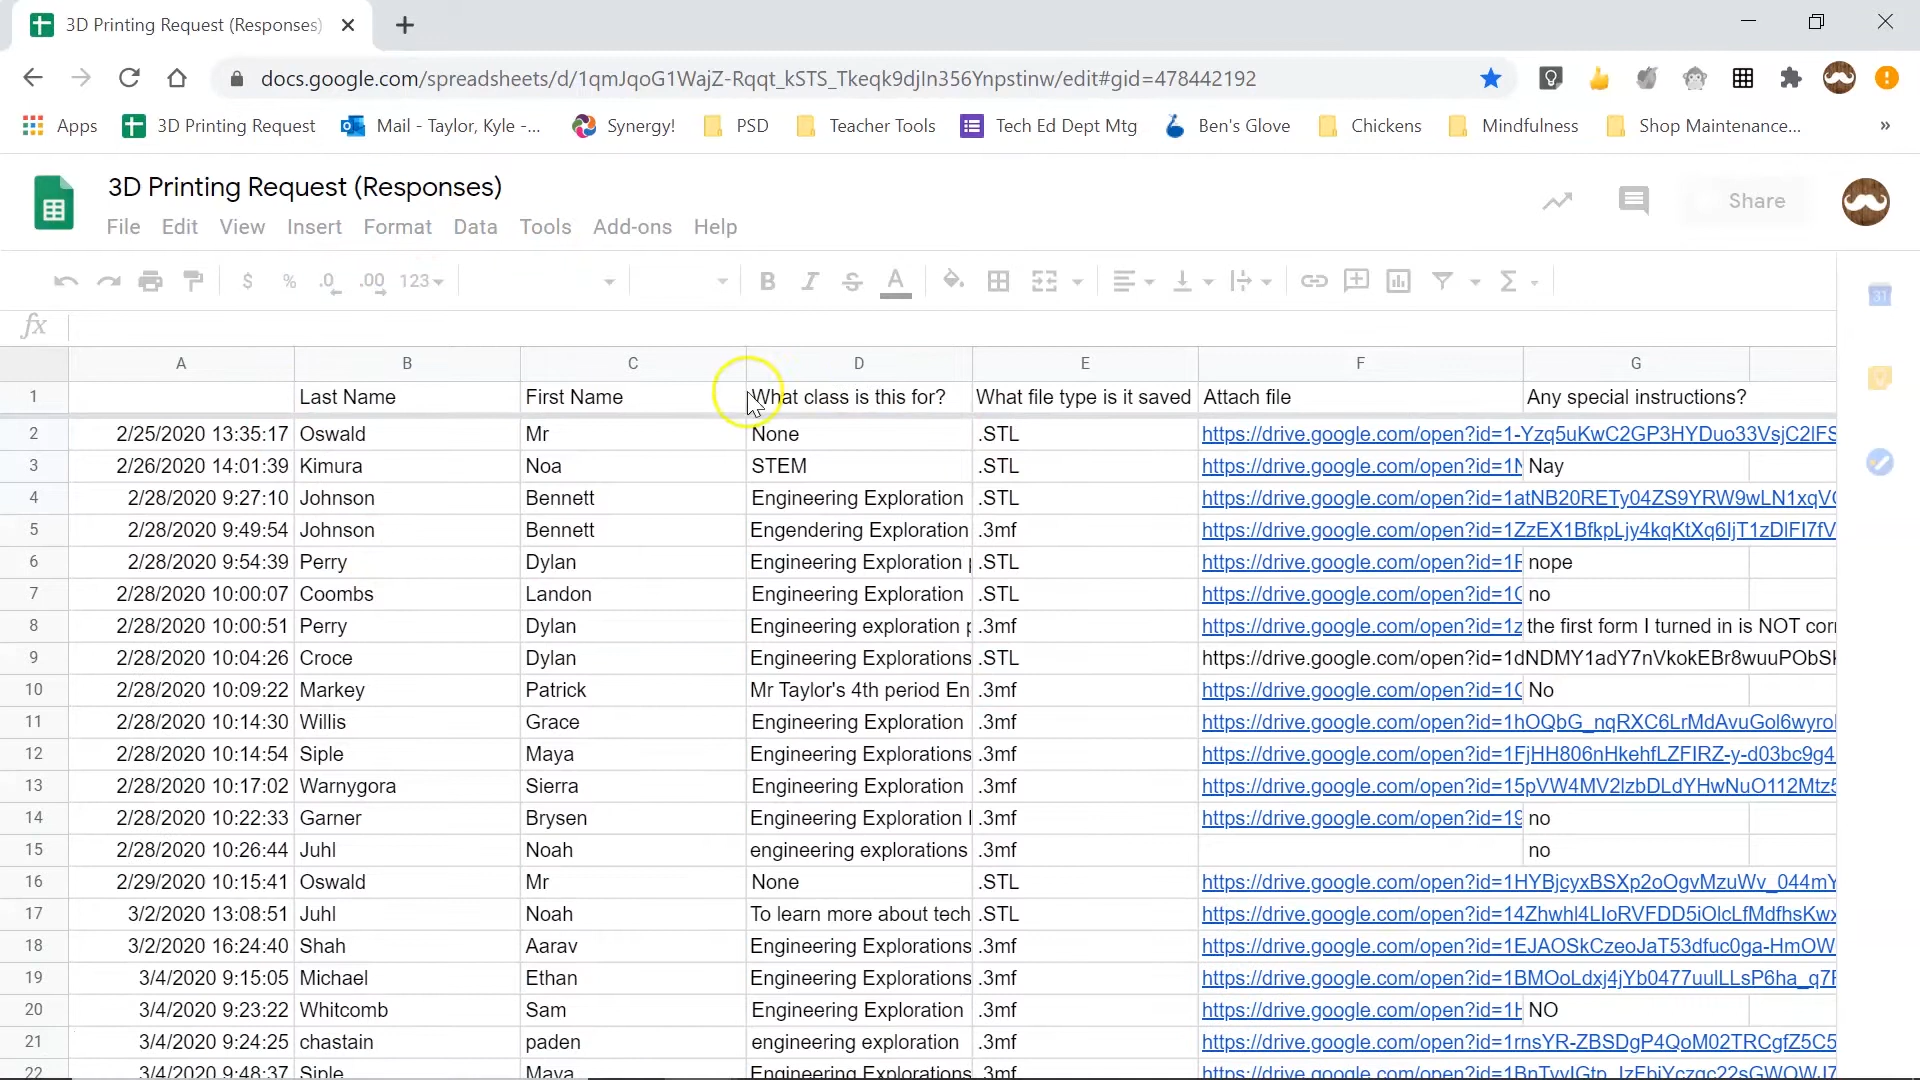 3D Printing Request (Responses)
docs.google.com/spreadsheets/d/1qmJqoG1WajZ-Rqqt_kSTS_Tkeqk9djIn356Ynpstinw/edit#gid=478442192
Apps 3D Printing Request Mail - Taylor, Kyle -... Synergy! PSD Teacher Tools Tech Ed Dept Mtg Ben's Glove Chickens Mindfulness Shop Maintenance... »
3D Printing Request (Responses)
Share
File Edit View Insert Format Data Tools Add-ons Help
$ % .0 .00 123 B I S A Σ 31
fx
A B C D E F G
1 Last Name First Name What class is this for? What file type is it saved Attach file Any special instructions?
2 2/25/2020 13:35:17 Oswald Mr None .STL https://drive.google.com/open?id=1-Yzq5uKwC2GP3HYDuo33VsjC2IFS
3 2/26/2020 14:01:39 Kimura Noa STEM .STL https://drive.google.com/open?id=1N Nay
4 2/28/2020 9:27:10 Johnson Bennett Engineering Exploration .STL https://drive.google.com/open?id=1atNB20RETy04ZS9YRW9wLN1xqV
5 2/28/2020 9:49:54 Johnson Bennett Engendering Exploration .3mf https://drive.google.com/open?id=1ZzEX1BfkpLjy4kqKtXq6IjT1zDlFI7fV
6 2/28/2020 9:54:39 Perry Dylan Engineering Exploration .STL https://drive.google.com/open?id=1 nope
7 2/28/2020 10:00:07 Coombs Landon Engineering Exploration .STL https://drive.google.com/open?id=1 no
8 2/28/2020 10:00:51 Perry Dylan Engineering exploration .3mf https://drive.google.com/open?id=1z the first form I turned in is NOT corr
9 2/28/2020 10:04:26 Croce Dylan Engineering Explorations .STL https://drive.google.com/open?id=1dNDMY1adY7nVkokEBr8wuuPObS
10 2/28/2020 10:09:22 Markey Patrick Mr Taylor's 4th period En .3mf https://drive.google.com/open?id=1 No
11 2/28/2020 10:14:30 Willis Grace Engineering Exploration .3mf https://drive.google.com/open?id=1hOQbG_nqRXC6LrMdAvuGol6wyro
12 2/28/2020 10:14:54 Siple Maya Engineering Explorations .3mf https://drive.google.com/open?id=1FjHH806nHkehfLZFIRZ-y-d03bc9g4
13 2/28/2020 10:17:02 Warnygora Sierra Engineering Exploration .3mf https://drive.google.com/open?id=15pVW4MV2lzbDLdYHwNuO112Mtz5
14 2/28/2020 10:22:33 Garner Brysen Engineering Exploration .3mf https://drive.google.com/open?id=19 no
15 2/28/2020 10:26:44 Juhl Noah engineering explorations .3mf no
16 2/29/2020 10:15:41 Oswald Mr None .STL https://drive.google.com/open?id=1HYBjcyxBSXp2oOgvMzuWv_044mY
17 3/2/2020 13:08:51 Juhl Noah To learn more about tech .STL https://drive.google.com/open?id=14Zhwhl4LIoRVFDD5iOlcLfMdfhsKwx
18 3/2/2020 16:24:40 Shah Aarav Engineering Explorations .3mf https://drive.google.com/open?id=1EJAOSkCzeoJaT53dfuc0ga-HmOW
19 3/4/2020 9:15:05 Michael Ethan Engineering Explorations .3mf https://drive.google.com/open?id=1BMOoLdxj4jYb0477uulLLsP6ha_q7F
20 3/4/2020 9:23:22 Whitcomb Sam Engineering Exploration .3mf https://drive.google.com/open?id=1H NO
21 3/4/2020 9:24:25 chastain paden engineering exploration .3mf https://drive.google.com/open?id=1rnsYR-ZBSDgP4QoM02TRCgfZ5C5
22 3/4/2020 9:48:37 Siple Maya Engineering Explorations .3mf